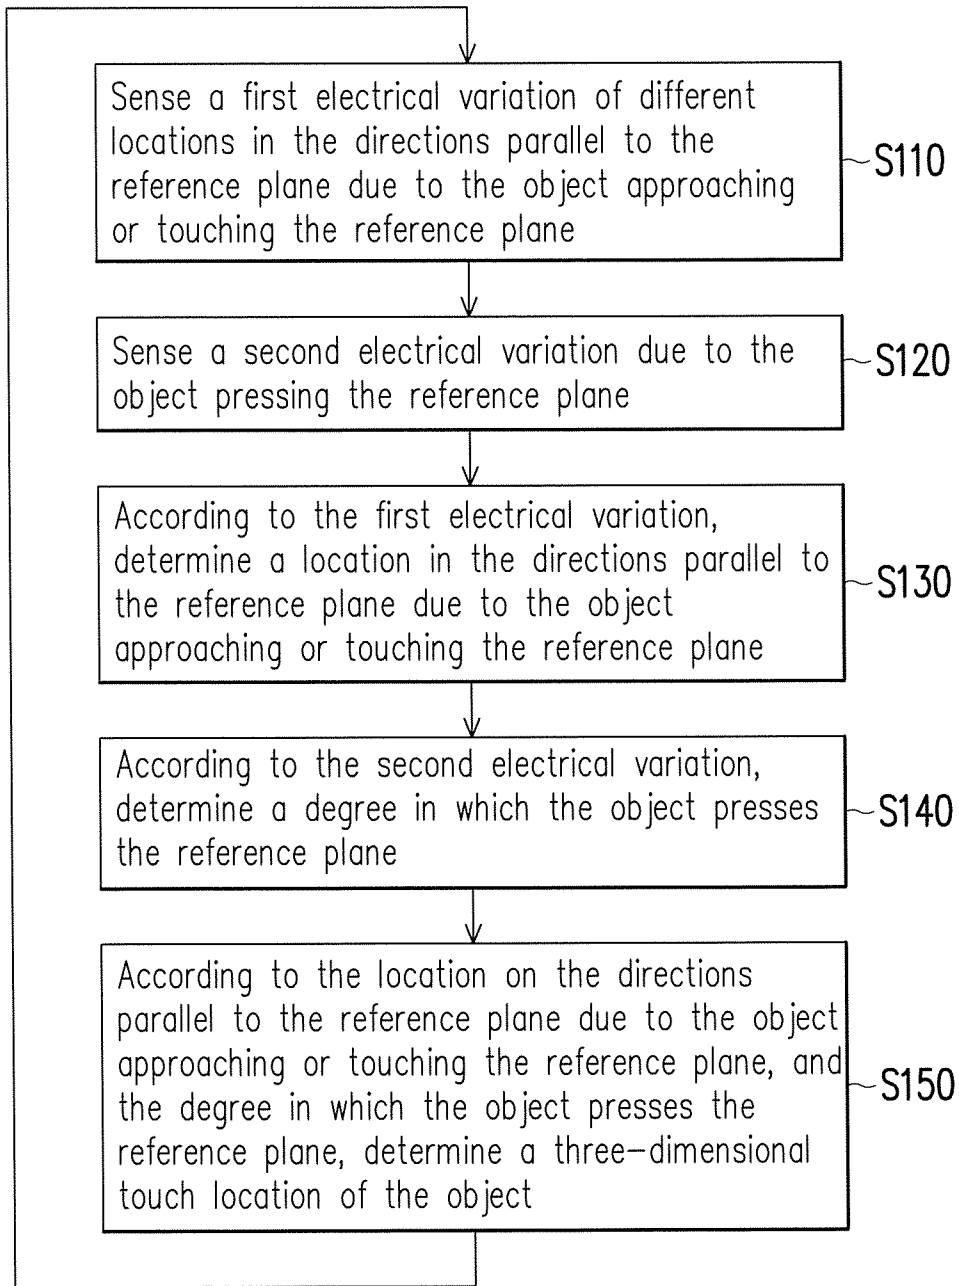 Sense a first electrical variation of different
locations in the directions parallel to the
reference plane due to the object approaching
or touching the reference plane
S110
Sense a second electrical variation due to the
object pressing the reference plane
S120
According to the first electrical variation,
determine a location in the directions parallel to
the reference plane due to the object
approaching or touching the reference plane
S130
According to the second electrical variation,
determine a degree in which the object presses
the reference plane
S140
According to the location on the directions
parallel to the reference plane due to the object
approaching or touching the reference plane, and
the degree in which the object presses the
reference plane, determine a three-dimensional
touch location of the object
S150